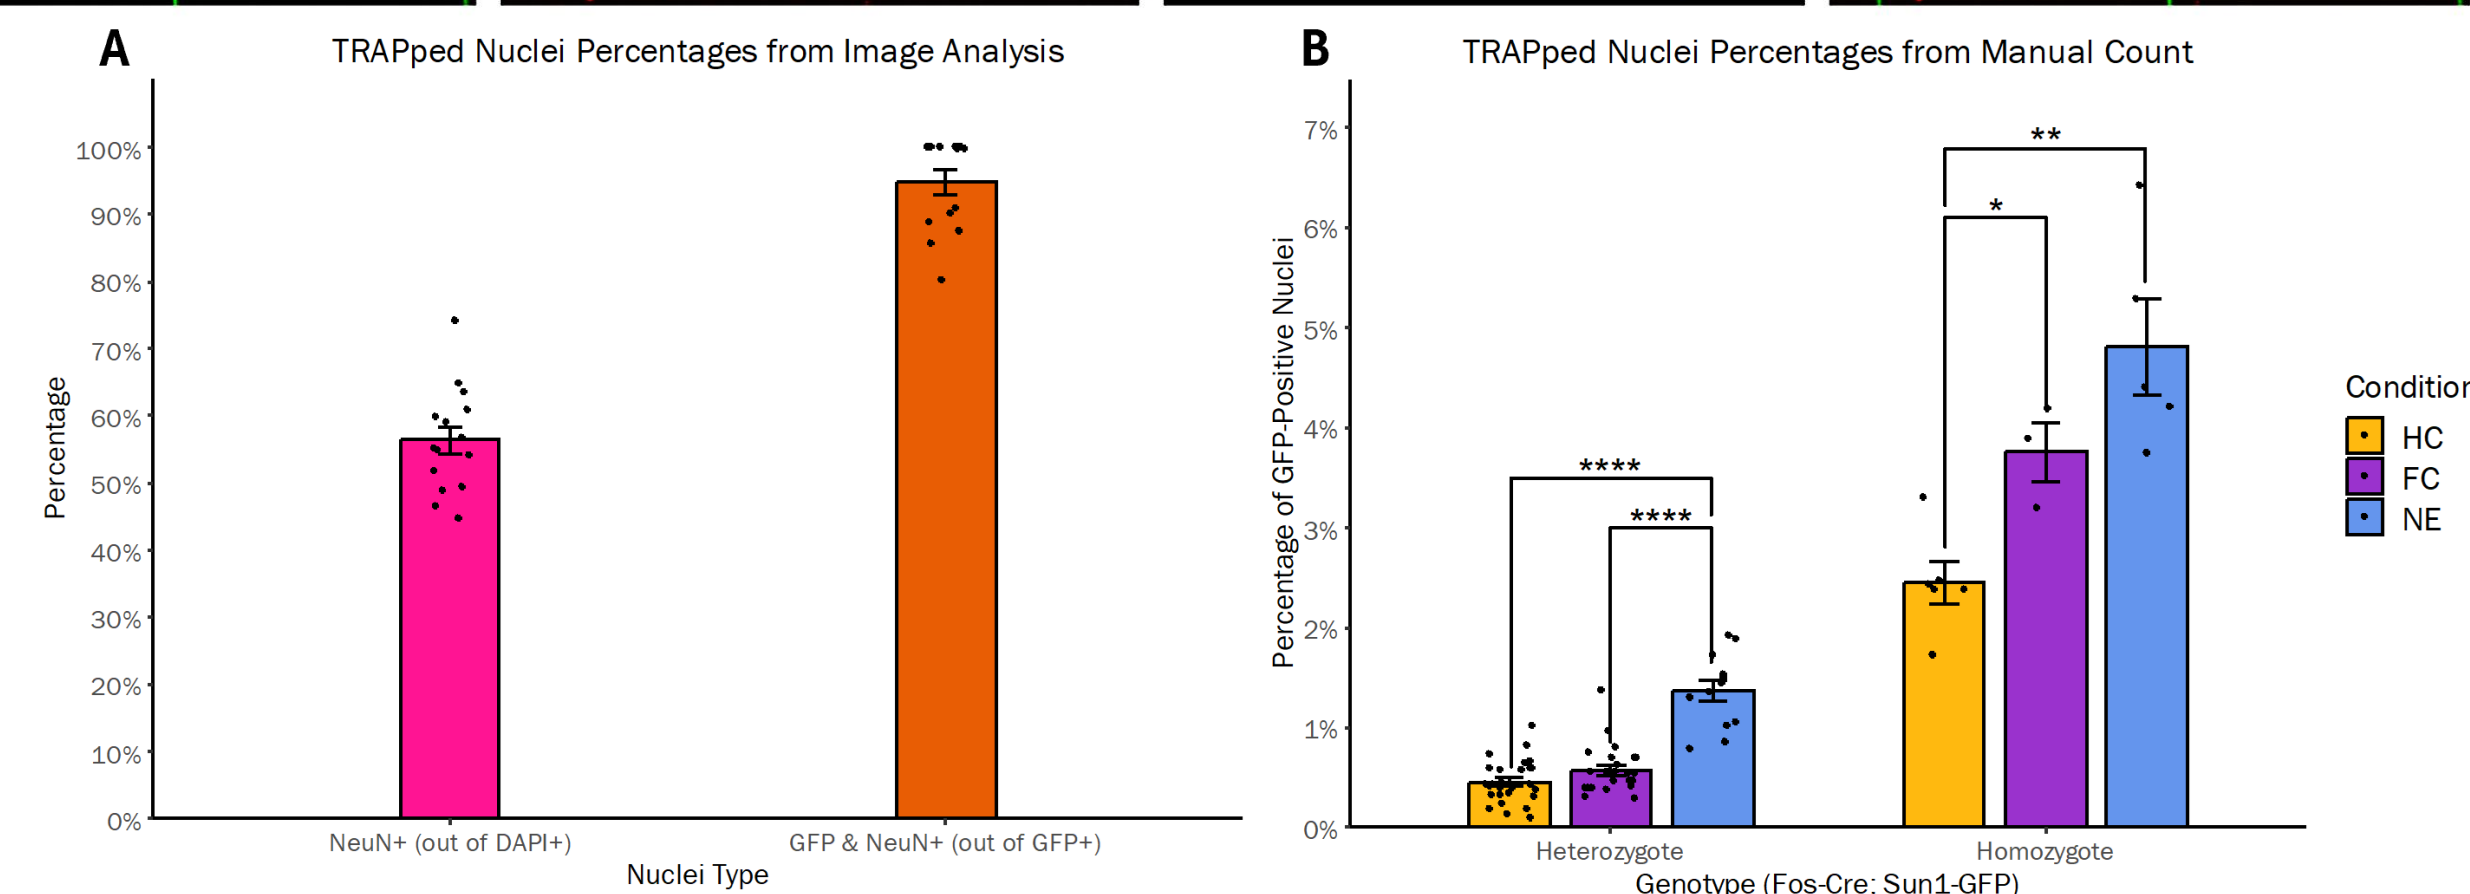 A
TRAPped Nuclei Percentages from Image Analysis
Percentage
100%
90%
80%
70%
60%
50%
40%
30%
20%
10%
0%
NeuN+ (out of DAPI+)
GFP & NeuN+ (out of GFP+)
Nuclei Type
B
TRAPped Nuclei Percentages from Manual Count
Percentage of GFP-Positive Nuclei
7%
6%
5%
4%
3%
2%
1%
0%
****
****
*
**
Heterozygote
Homozygote
Genotype (Fos-Cre: Sun1-GFP)
Condition
HC
FC
NE